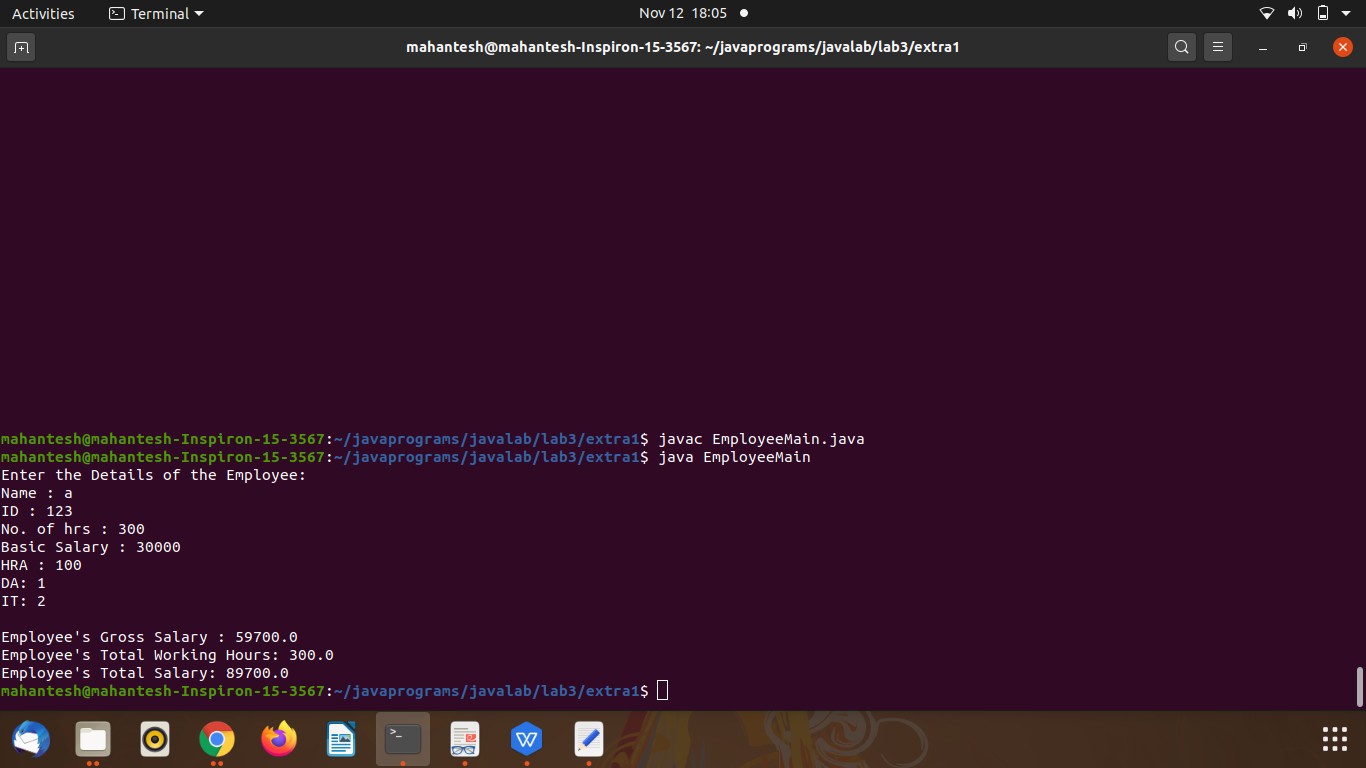 Activities
Terminal
Nov 12 18:05
mahantesh@mahantesh-Inspiron-15-3567: ~/javaprograms/javalab/lab3/extra1
mahantesh@mahantesh-Inspiron-15-3567:~/javaprograms/javalab/lab3/extra1$ javac EmployeeMain.java
mahantesh@mahantesh-Inspiron-15-3567:~/javaprograms/javalab/lab3/extra1$ java EmployeeMain
Enter the Details of the Employee:
Name : a
ID : 123
No. of hrs : 300
Basic Salary : 30000
HRA : 100
DA: 1
IT: 2
Employee's Gross Salary : 59700.0
Employee's Total Working Hours: 300.0
Employee's Total Salary: 89700.0
mahantesh@mahantesh-Inspiron-15-3567:~/javaprograms/javalab/lab3/extra1$